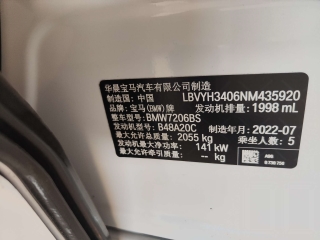 华晨宝马汽车有限公司制造
制造国: 中国 LBVYH3406NM435920
品牌: 宝马(BMW)牌 发动机排量: 1998 mL
整车型号: BMW7206BS
发动机型号: B48A20C 制造年月: 2022-07
最大允许总质量: 2055 kg 乘坐人数: 5
发动机最大净功率: 141 kW
最大允许牵引质量: -- kg